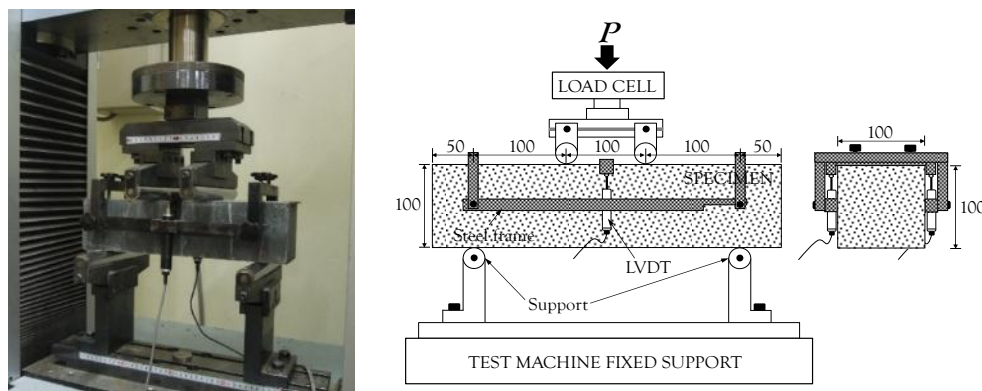 P
LOAD CELL
50 100 100 100 50
100
SPECIMEN
Steel frame
LVDT
Support
TEST MACHINE FIXED SUPPORT
100
100